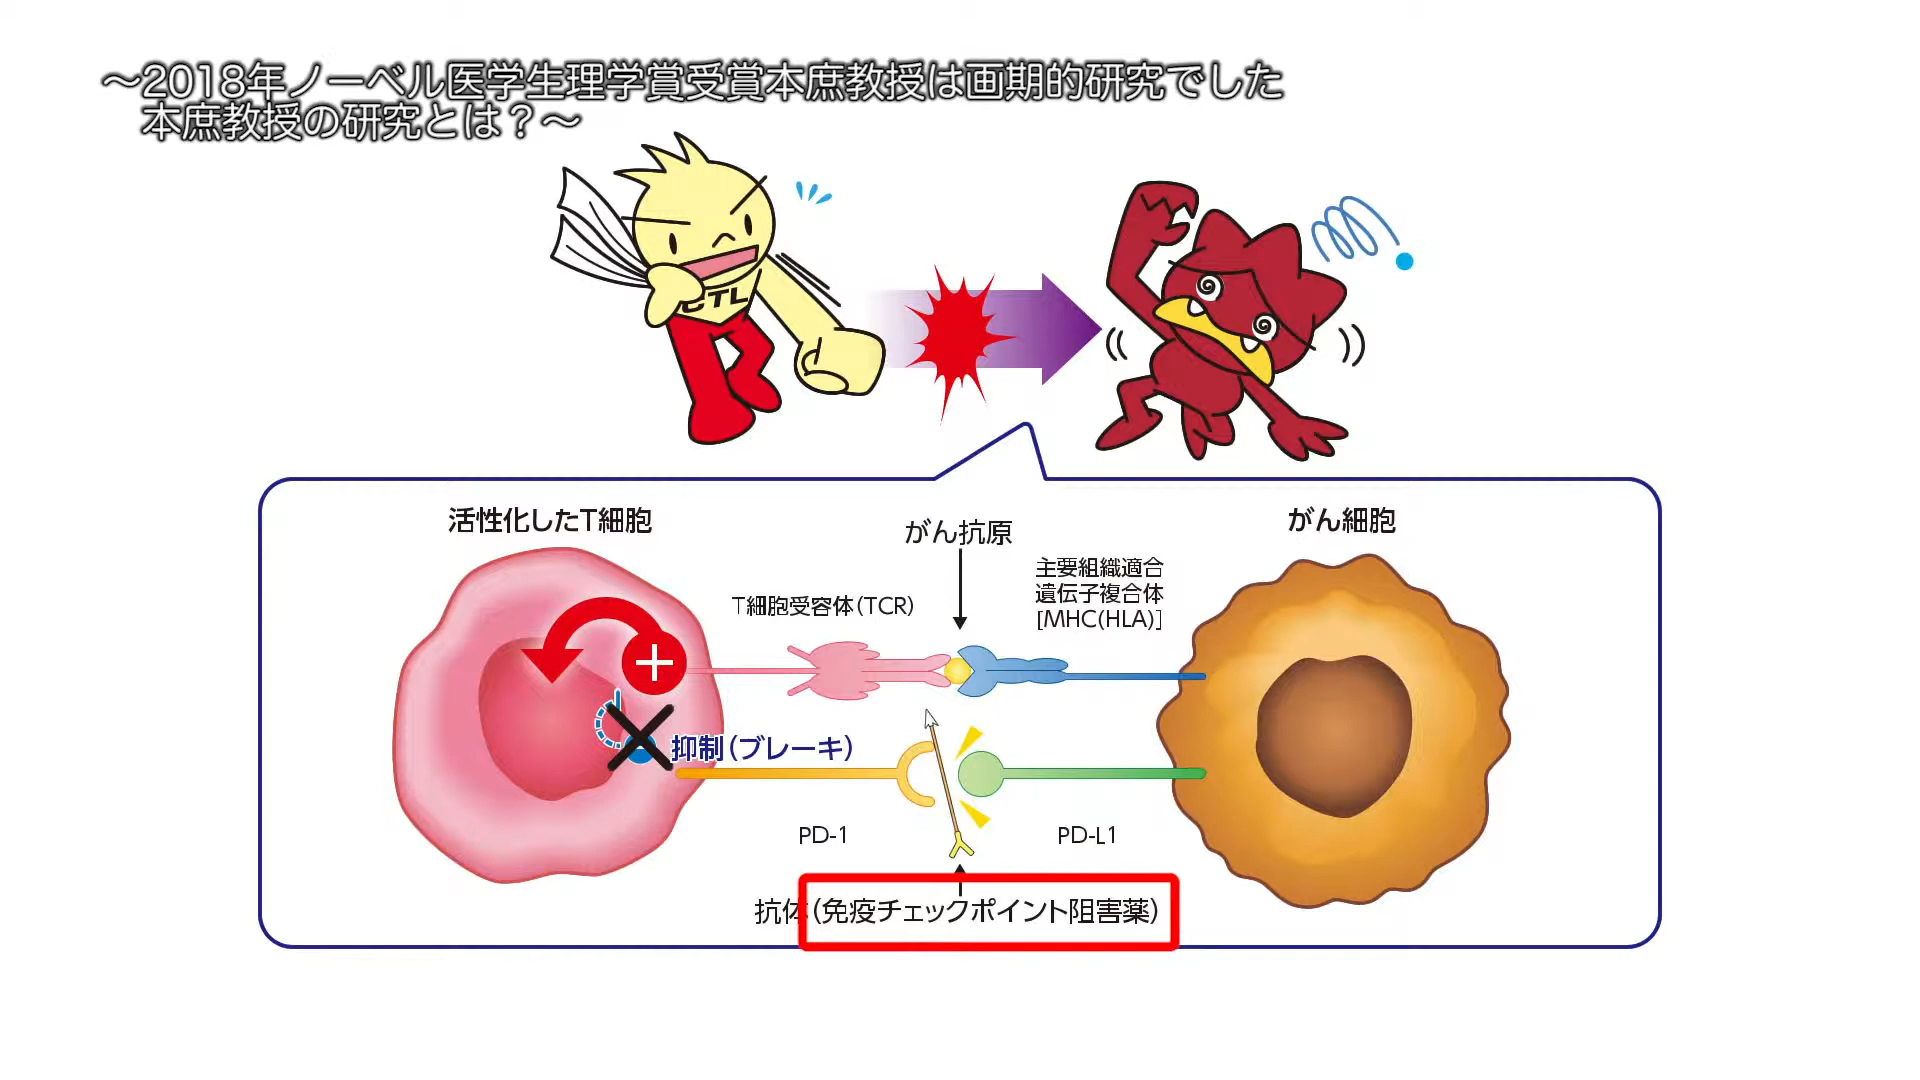 ～2018年ノーベル医学生理学賞受賞本庶教授は画期的研究でした
本庶教授の研究とは？～
CTL
活性化したT細胞
がん抗原
がん細胞
主要組織適合
遺伝子複合体
[MHC(HLA)]
T細胞受容体(TCR)
抑制(ブレーキ)
PD-1
PD-L1
抗体(免疫チェックポイント阻害薬)